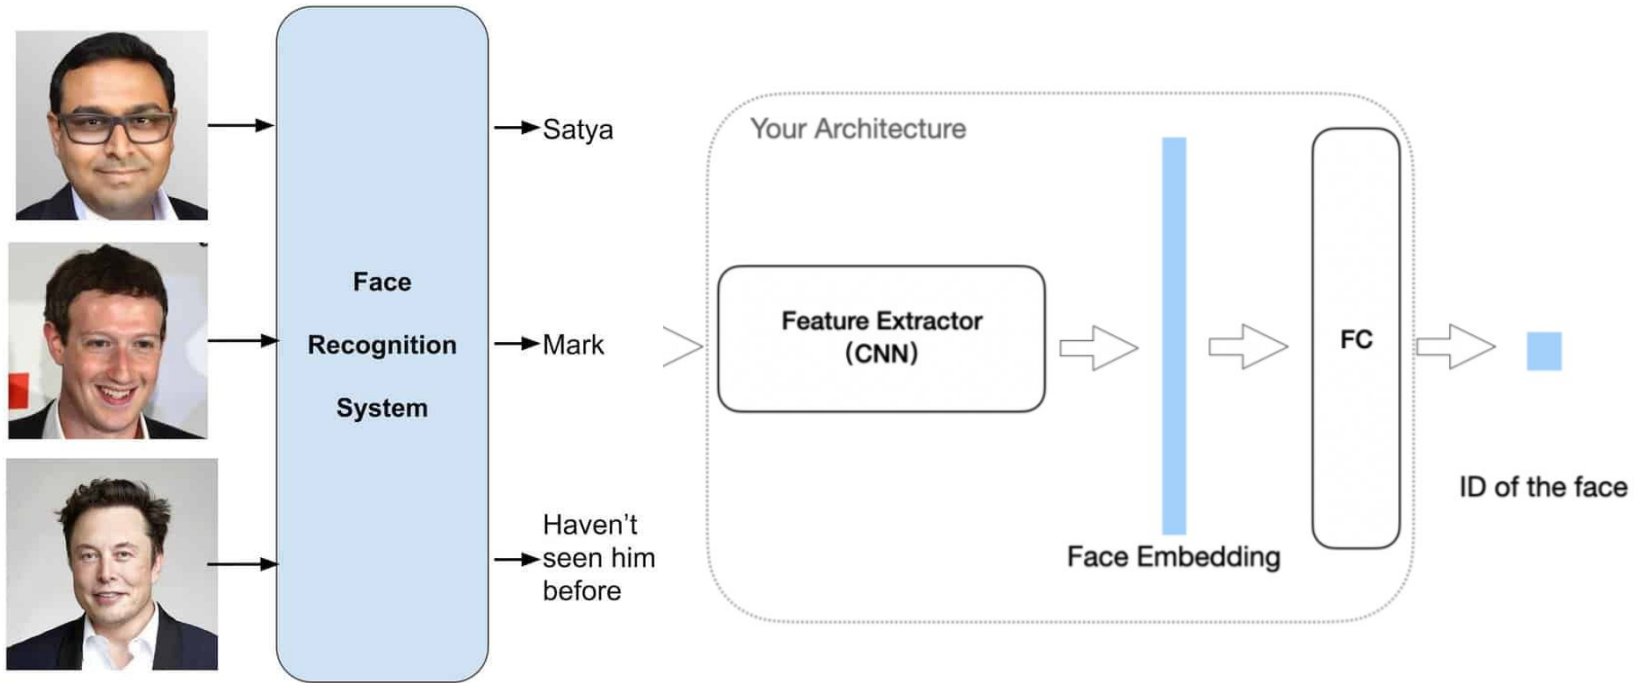 Face
Recognition
System
Satya
Mark
Haven't
seen him
before
Your Architecture
Feature Extractor
(CNN)
Face Embedding
FC
ID of the face